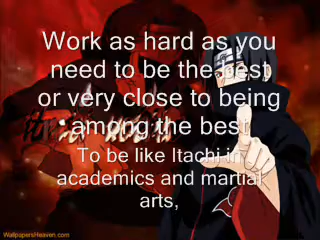 Work as hard as you
need to be the best
or very close to being
among the best
To be like Itachi in
academics and martial
arts,
WallpapersHeaven.com